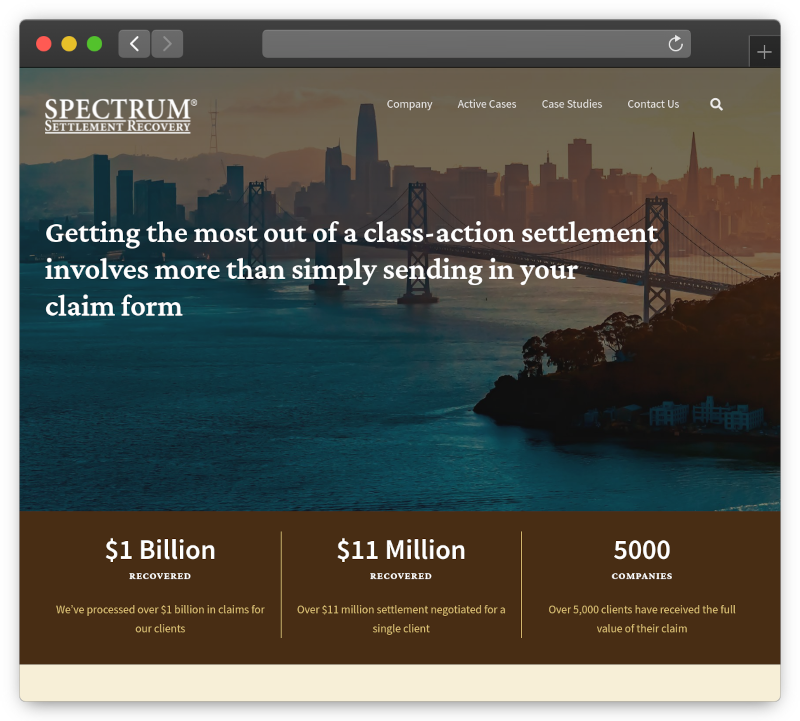 SPECTRUM®
SETTLEMENT RECOVERY
Company
Active Cases
Case Studies
Contact Us
Getting the most out of a class-action settlement
involves more than simply sending in your
claim form
$1 Billion
RECOVERED
We've processed over $1 billion in claims for
our clients
$11 Million
RECOVERED
Over $11 million settlement negotiated for a
single client
5000
COMPANIES
Over 5,000 clients have received the full
value of their claim